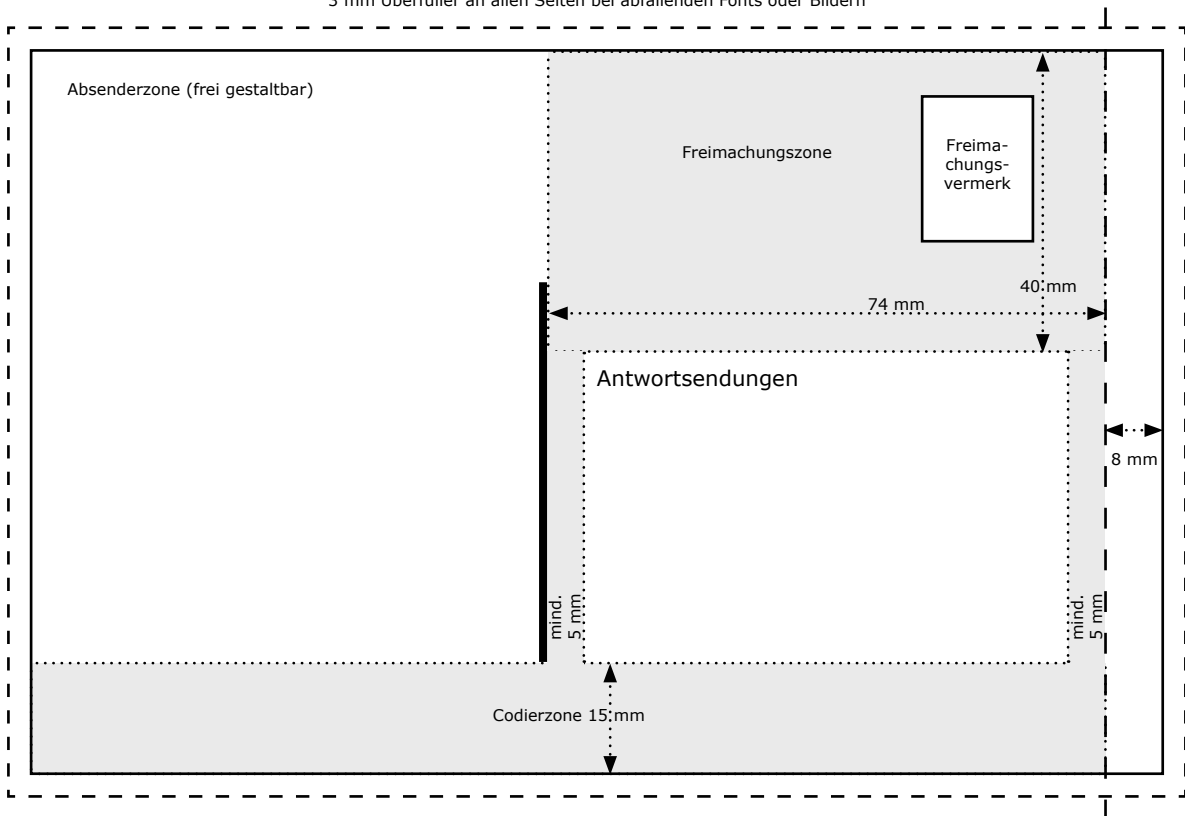 3 mm Überfüller an allen Seiten bei abfallenden Fonts oder Bildern
Absenderzone (frei gestaltbar)
Freimachungszone
Freima-
chungs-
vermerk
40 mm
74 mm
Antwortsendungen
8 mm
mind.
5 mm
mind.
5 mm
Codierzone 15 mm